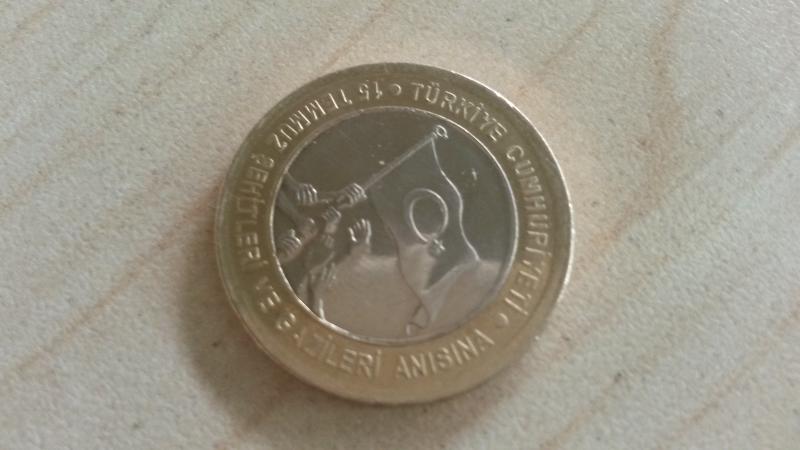 TÜRKİYE CUMHURİYETİ •
15 TEMMUZ ŞEHİTLERİ VE GAZİLERİ ANISINA •